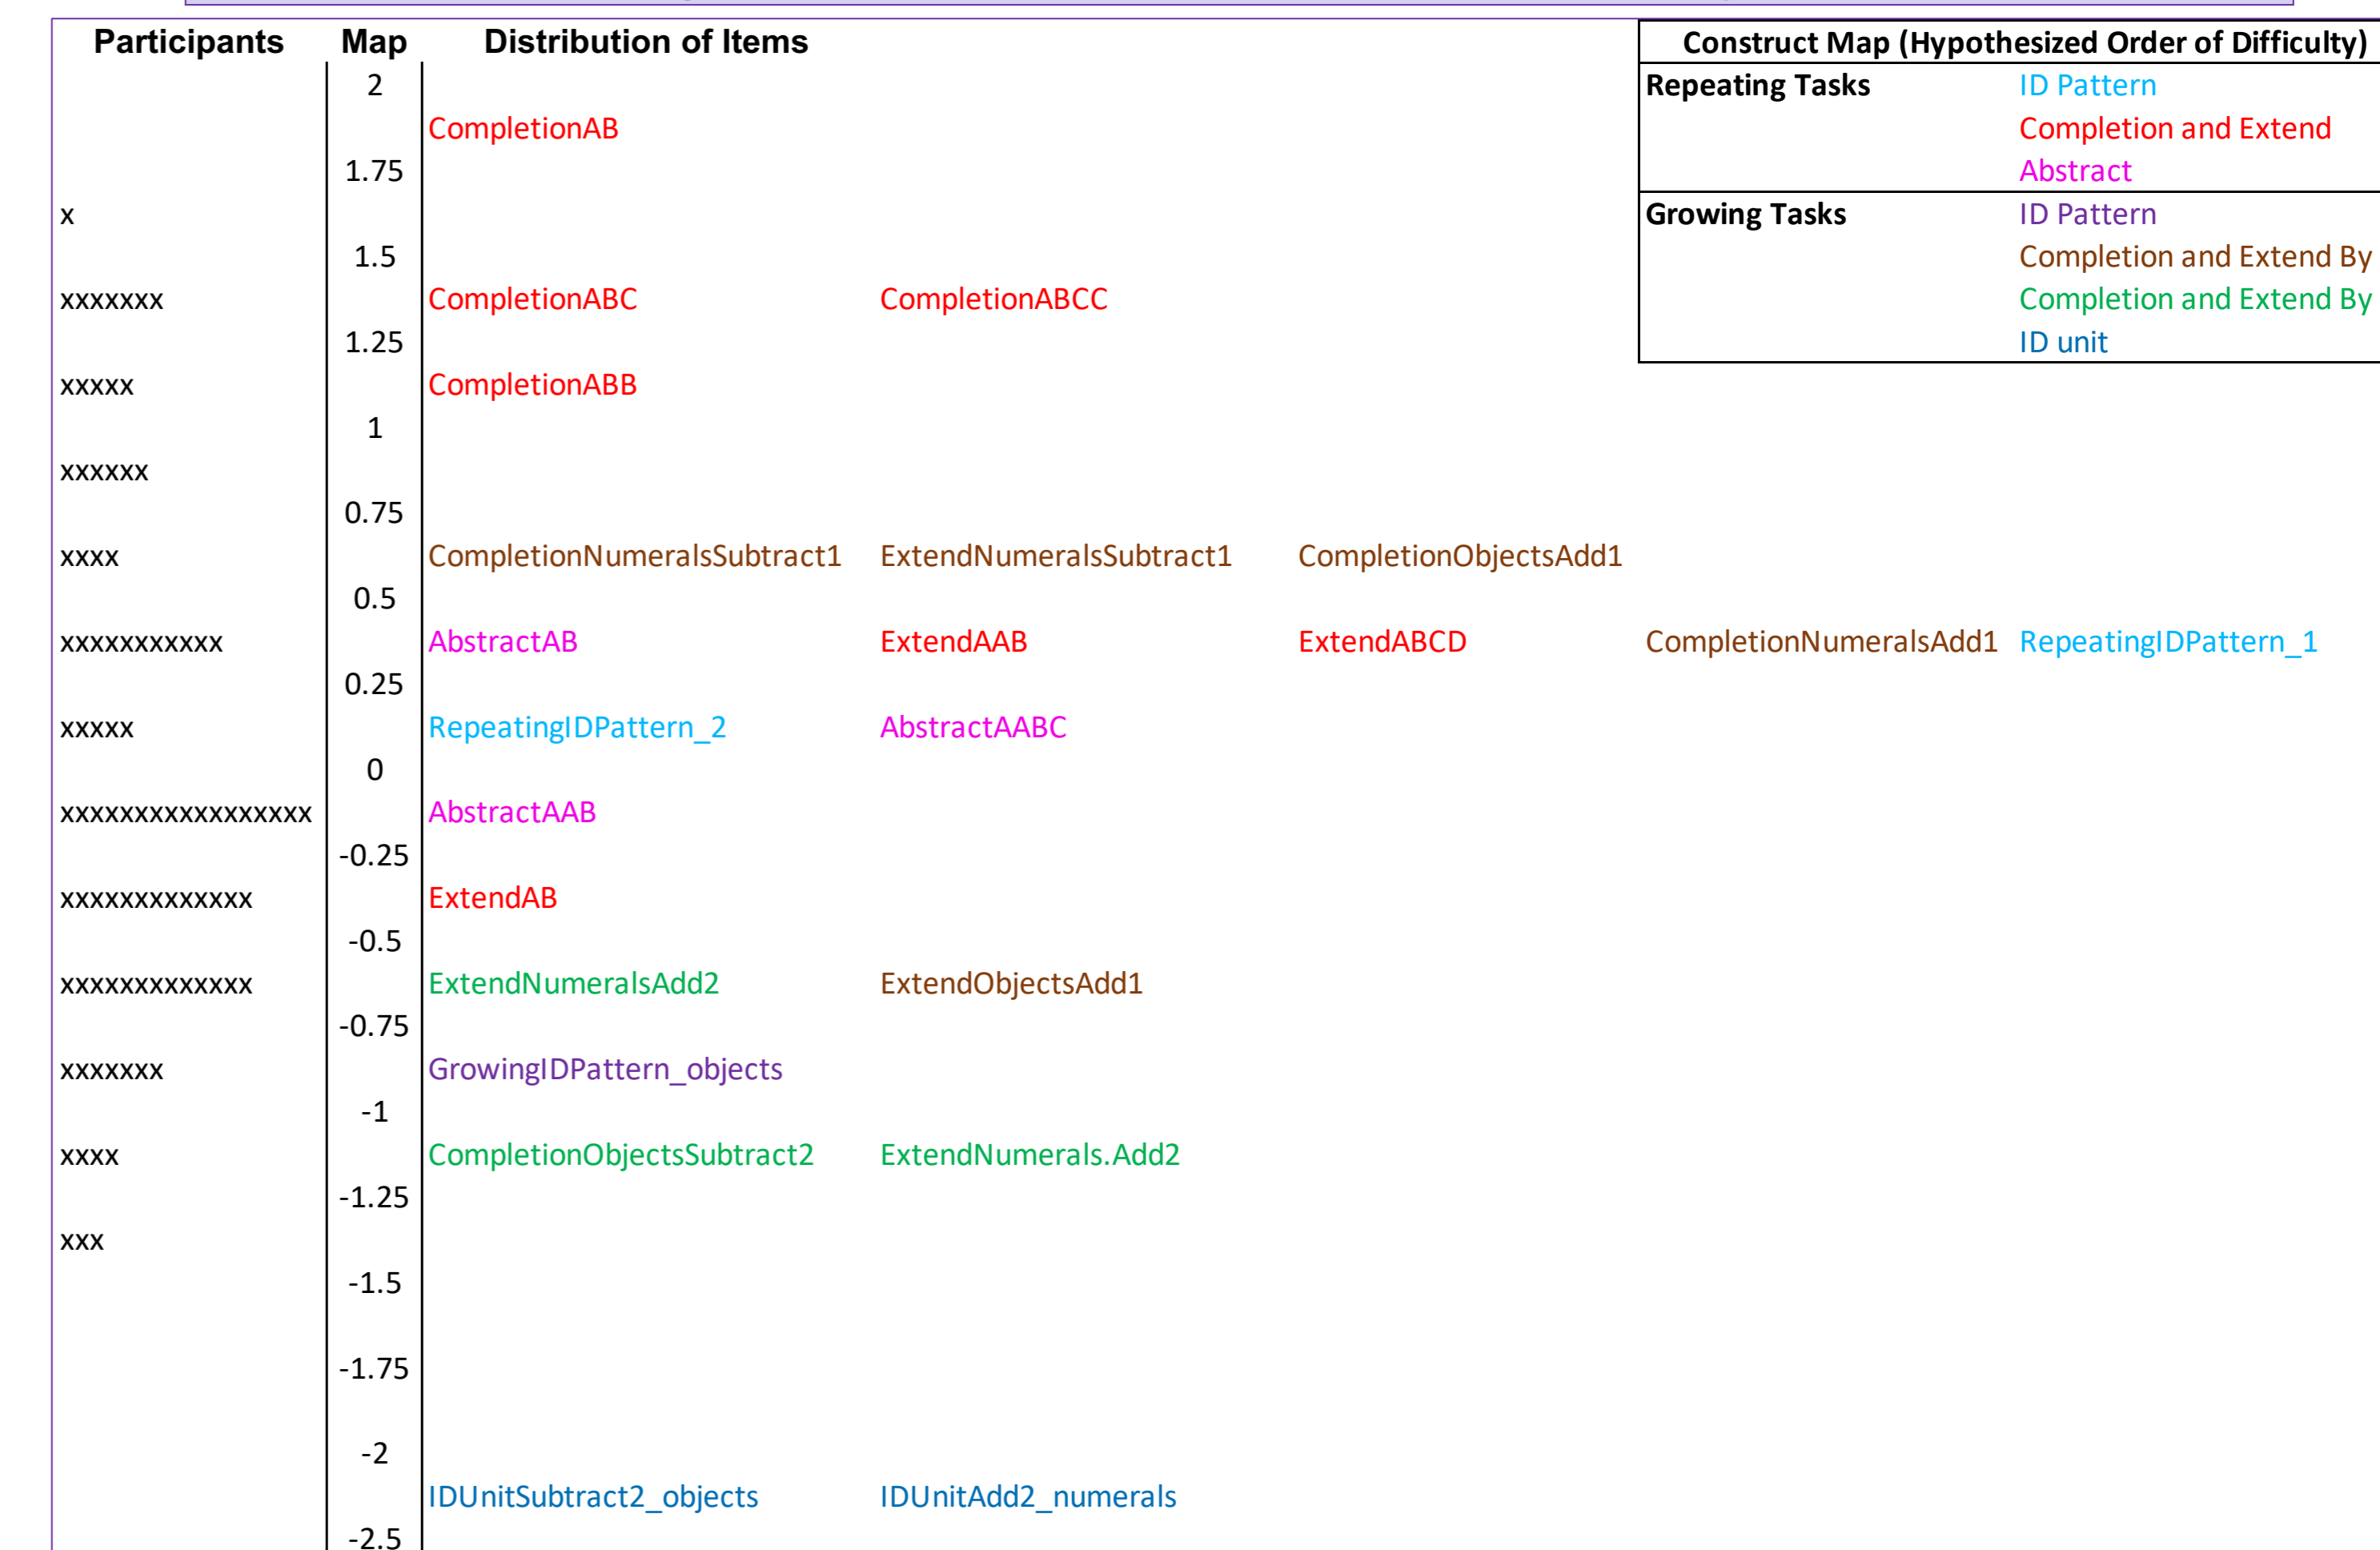 Participants Map Distribution of Items Construct Map (Hypothesized Order of Difficulty)
2 Repeating Tasks ID Pattern
CompletionAB Completion and Extend
1.75 Abstract
x Growing Tasks ID Pattern
1.5 Completion and Extend By
xxxxxxx CompletionABC CompletionABCC Completion and Extend By
1.25 ID unit
xxxxx CompletionABB
1
xxxxxx
0.75
xxxx CompletionNumeralsSubtract1 ExtendNumeralsSubtract1 CompletionObjectsAdd1
0.5
xxxxxxxxxxx AbstractAB ExtendAAB ExtendABCD CompletionNumeralsAdd1 RepeatingIDPattern_1
0.25
xxxxx RepeatingIDPattern_2 AbstractAABC
0
xxxxxxxxxxxxxxxxx AbstractAAB
-0.25
xxxxxxxxxxxxx ExtendAB
-0.5
xxxxxxxxxxxxx ExtendNumeralsAdd2 ExtendObjectsAdd1
-0.75
xxxxxxx GrowingIDPattern_objects
-1
xxxx CompletionObjectsSubtract2 ExtendNumerals.Add2
-1.25
xxx
-1.5
-1.75
-2
IDUnitSubtract2_objects IDUnitAdd2_numerals
-2.5